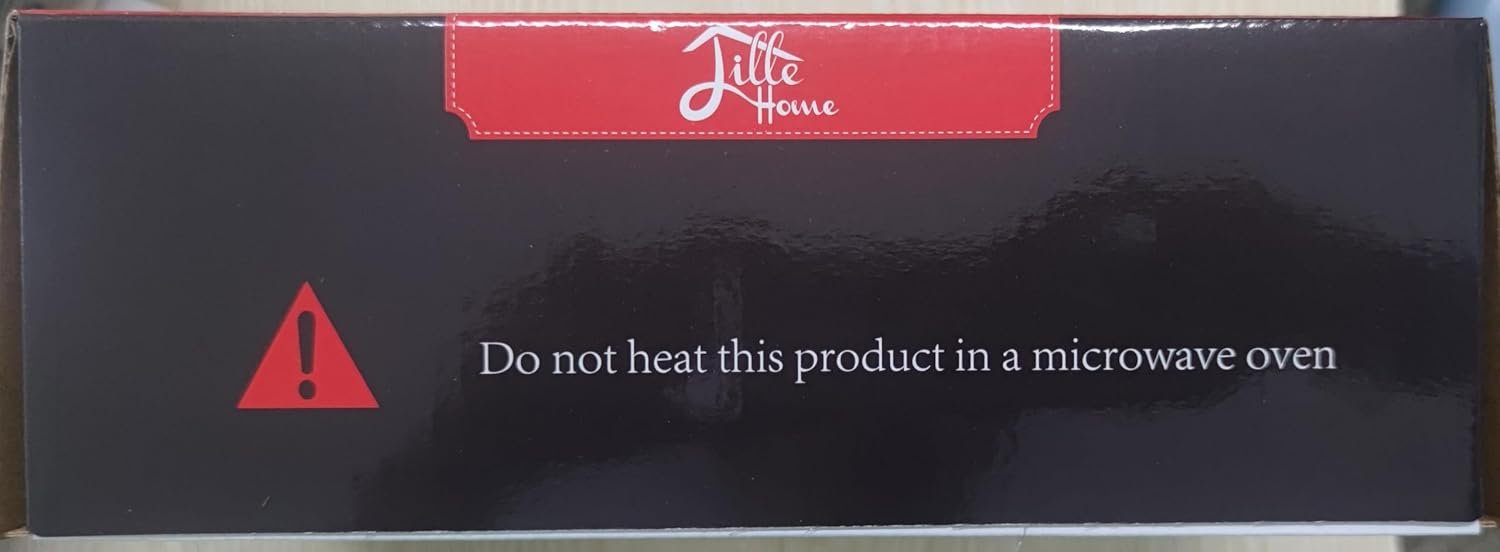 Jille
Home
Do not heat this product in a microwave oven